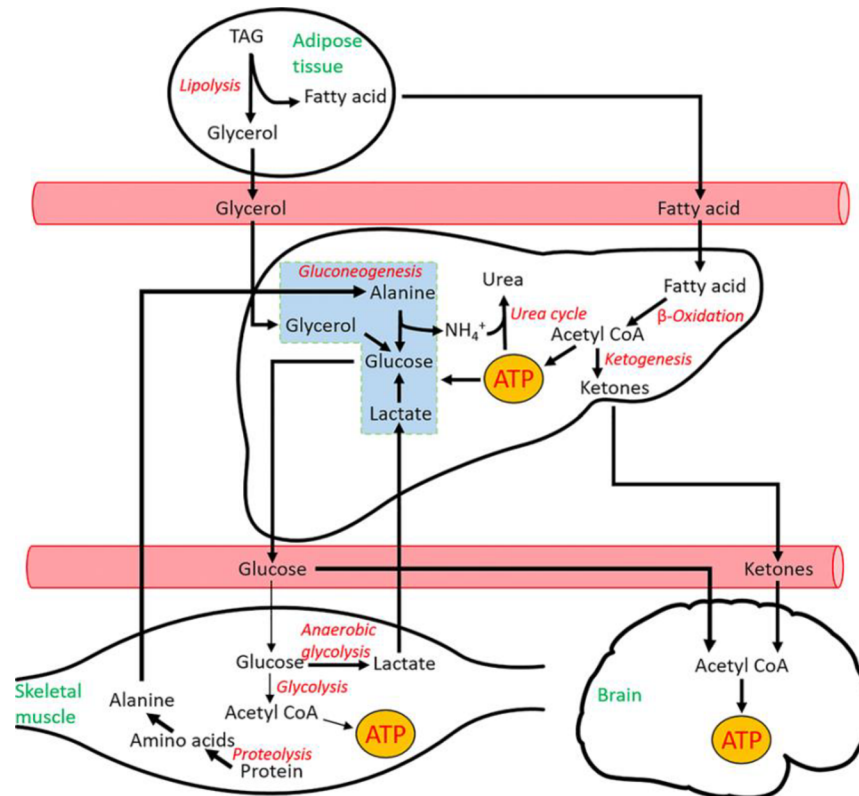 TAG
Adipose
tissue
Lipolysis
Fatty acid
Glycerol
Glycerol
Fatty acid
Gluconeogenesis
Alanine
Urea
Fatty acid
Glycerol
NH₄⁺
Urea cycle
β-Oxidation
Acetyl CoA
Glucose
ATP
Ketogenesis
Ketones
Lactate
Glucose
Ketones
Anaerobic
glycolysis
Glucose
Lactate
Acetyl CoA
Skeletal
muscle
Glycolysis
Alanine
Acetyl CoA
Brain
Amino acids
ATP
ATP
Proteolysis
Protein